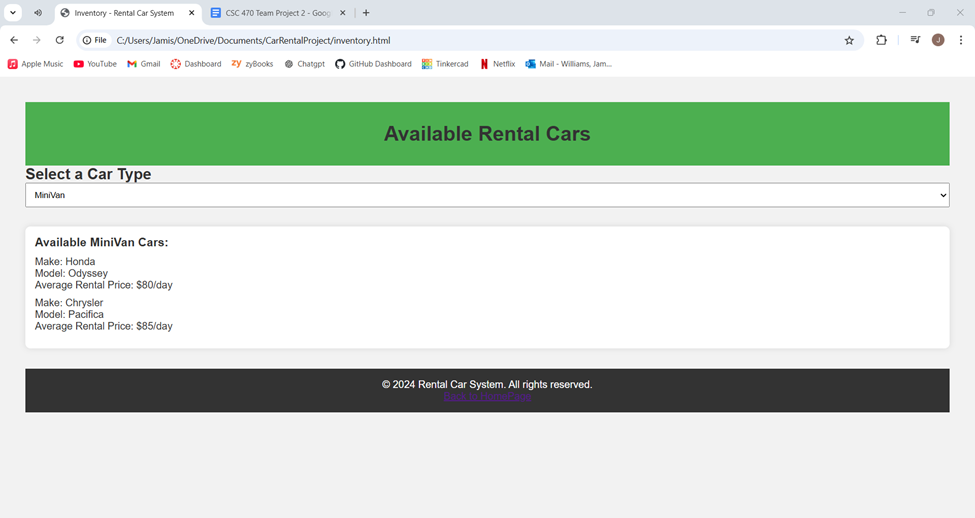 Inventory - Rental Car System
CSC 470 Team Project 2 - Goog
File C:/Users/Jamis/OneDrive/Documents/CarRentalProject/inventory.html
J
Apple Music YouTube Gmail Dashboard zy zyBooks Chatgpt GitHub Dashboard Tinkercad N Netflix Mail - Williams, Jam...
Available Rental Cars
Select a Car Type
MiniVan
Available MiniVan Cars:
Make: Honda
Model: Odyssey
Average Rental Price: $80/day
Make: Chrysler
Model: Pacifica
Average Rental Price: $85/day
© 2024 Rental Car System. All rights reserved.
Back to